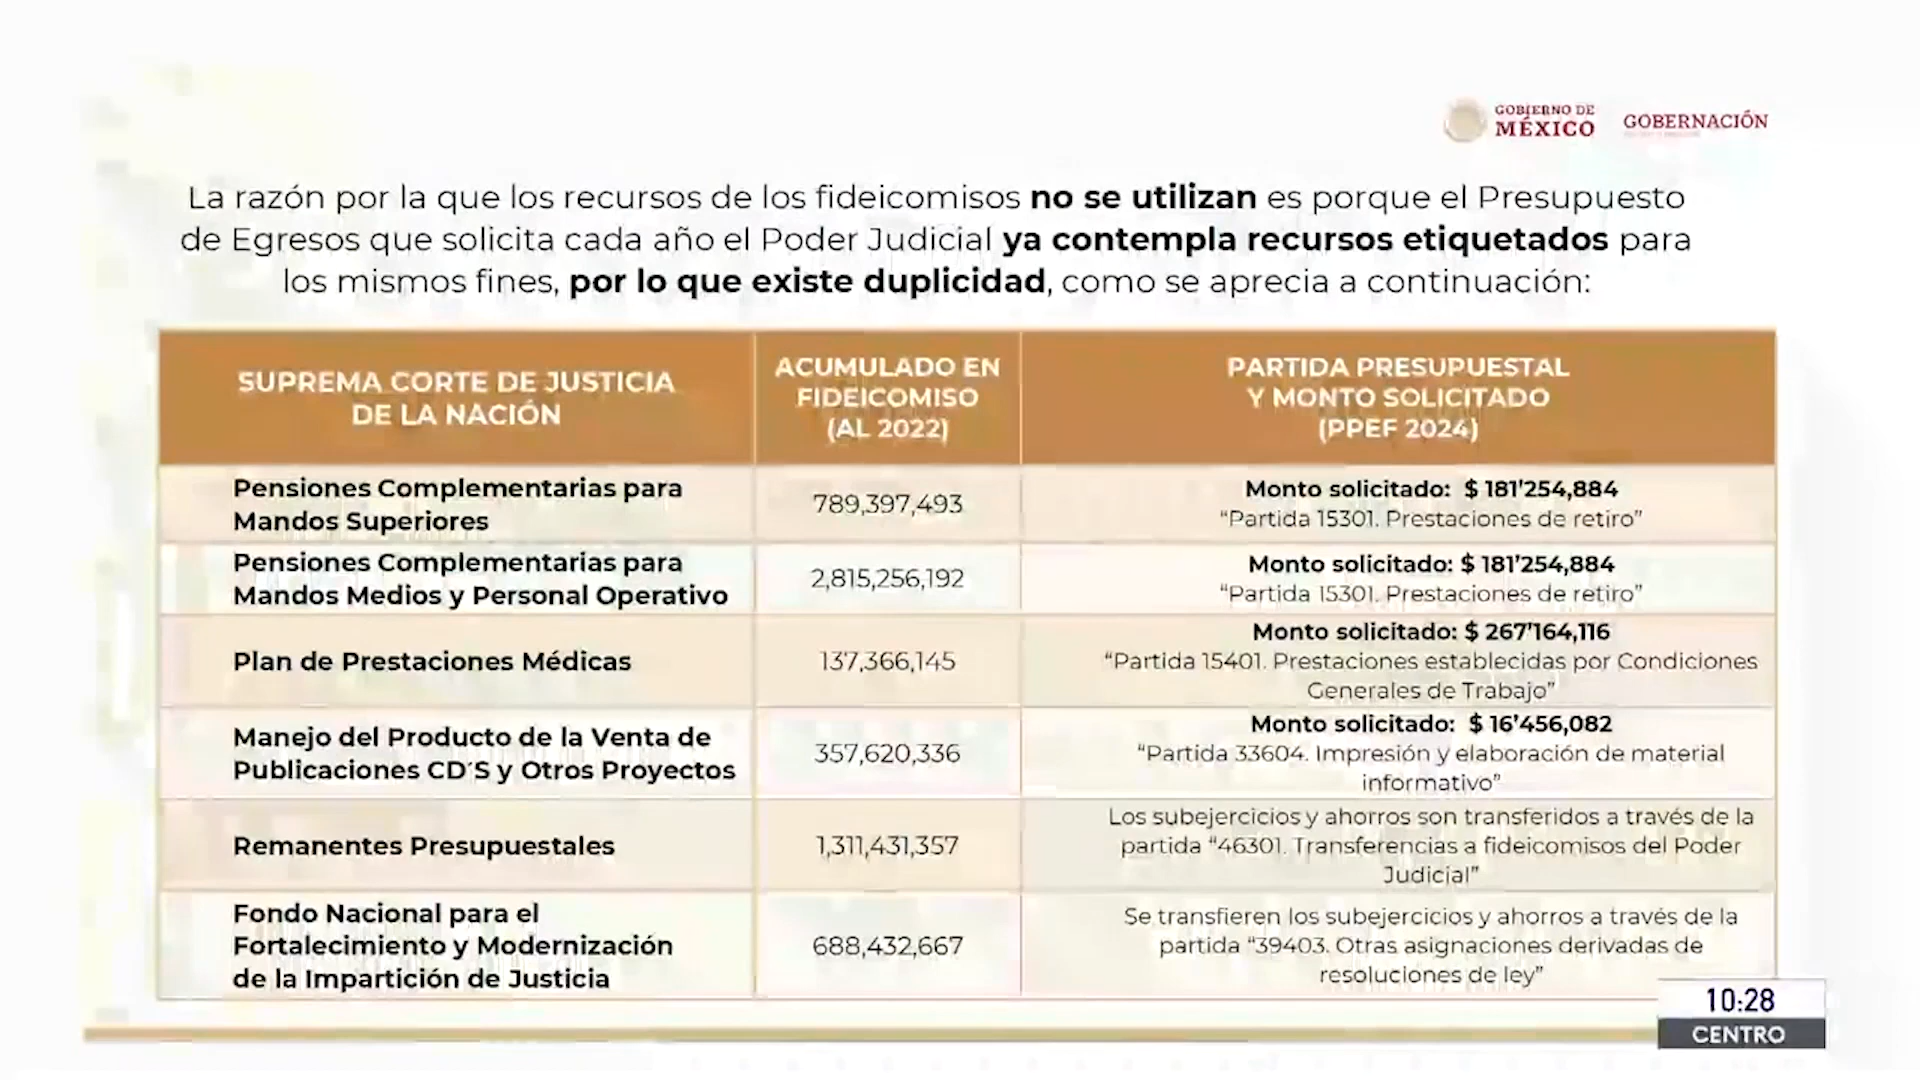 GOBIERNO DE
MÉXICO
GOBERNACIÓN
La razón por la que los recursos de los fideicomisos no se utilizan es porque el Presupuesto
de Egresos que solicita cada año el Poder Judicial ya contempla recursos etiquetados para
los mismos fines, por lo que existe duplicidad, como se aprecia a continuación:
SUPREMA CORTE DE JUSTICIA
DE LA NACIÓN
ACUMULADO EN
FIDEICOMISO
(AL 2022)
PARTIDA PRESUPUESTAL
Y MONTO SOLICITADO
(PPEF 2024)
Pensiones Complementarias para
Mandos Superiores
789,397,493
Monto solicitado: $ 181'254,884
“Partida 15301. Prestaciones de retiro”
Pensiones Complementarias para
Mandos Medios y Personal Operativo
2,815,256,192
Monto solicitado: $ 181'254,884
“Partida 15301. Prestaciones de retiro”
Plan de Prestaciones Médicas
137,366,145
Monto solicitado: $ 267'164,116
“Partida 15401. Prestaciones establecidas por Condiciones
Generales de Trabajo”
Manejo del Producto de la Venta de
Publicaciones CD´S y Otros Proyectos
357,620,336
Monto solicitado: $ 16'456,082
“Partida 33604. Impresión y elaboración de material
informativo”
Remanentes Presupuestales
1,311,431,357
Los subejercicios y ahorros son transferidos a través de la
partida “46301. Transferencias a fideicomisos del Poder
Judicial”
Fondo Nacional para el
Fortalecimiento y Modernización
de la Impartición de Justicia
688,432,667
Se transfieren los subejercicios y ahorros a través de la
partida “39403. Otras asignaciones derivadas de
resoluciones de ley”
10:28
CENTRO